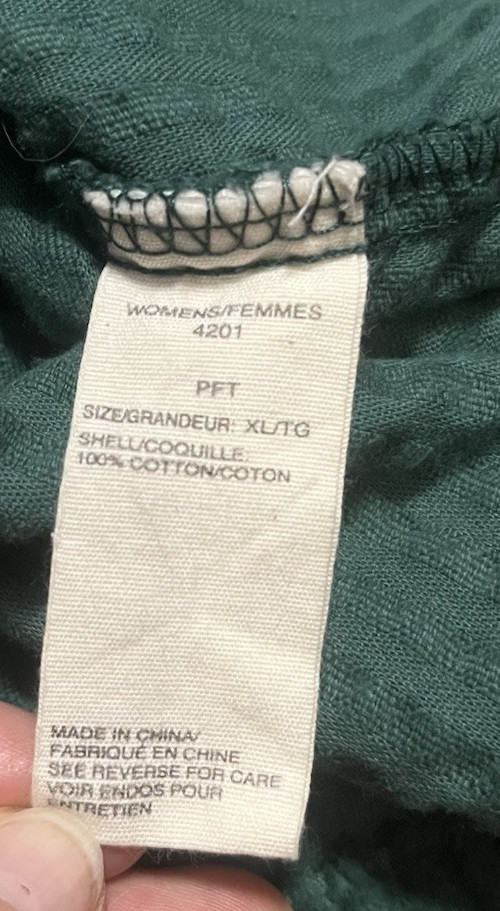 WOMENS/FEMMES
4201
PFT
SIZE/GRANDEUR: XL/TG
SHELL/COQUILLE:
100% COTTON/COTON
MADE IN CHINA/
FABRIQUÉ EN CHINE
SEE REVERSE FOR CARE
VOIR ENDOS POUR
ENTRETIEN